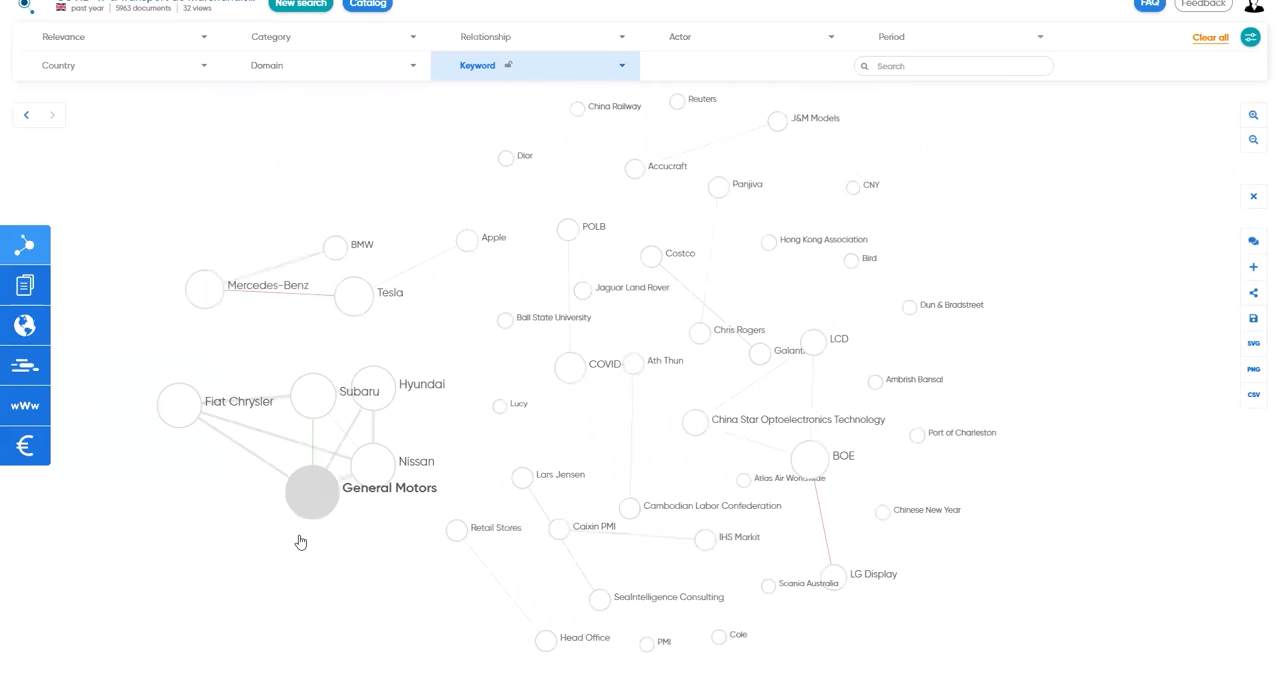 past year | 5963 documents | 32 views
New search
Catalog
FAQ
Feedback
Relevance
Category
Relationship
Actor
Period
Clear all
Country
Domain
Keyword
Search
China Railway
Reuters
J&M Models
Dior
Accucraft
Panjiva
CNY
POLB
Apple
BMW
Costco
Hong Kong Association
Bird
Mercedes-Benz
Tesla
Jaguar Land Rover
Dun & Bradstreet
Ball State University
Chris Rogers
LCD
COVID
Ath Thun
Ambrish Bansal
Hyundai
Subaru
Fiat Chrysler
Lucy
China Star Optoelectronics Technology
Port of Charleston
wWw
BOE
Nissan
Lars Jensen
Atlas Air Worldwide
General Motors
Cambodian Labor Confederation
Chinese New Year
Retail Stores
Caixin PMI
IHS Markit
LG Display
Scania Australia
SeaIntelligence Consulting
Head Office
PMI
Cole
SVG
PNG
CSV
€